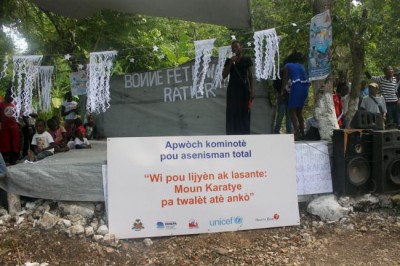 BONNE FET
RATIER
Apwòch kominotè
pou asenisman total
“Wi pou lijyèn ak lasante:
Moun Karatye
pa twalèt atè ankò”
unicef